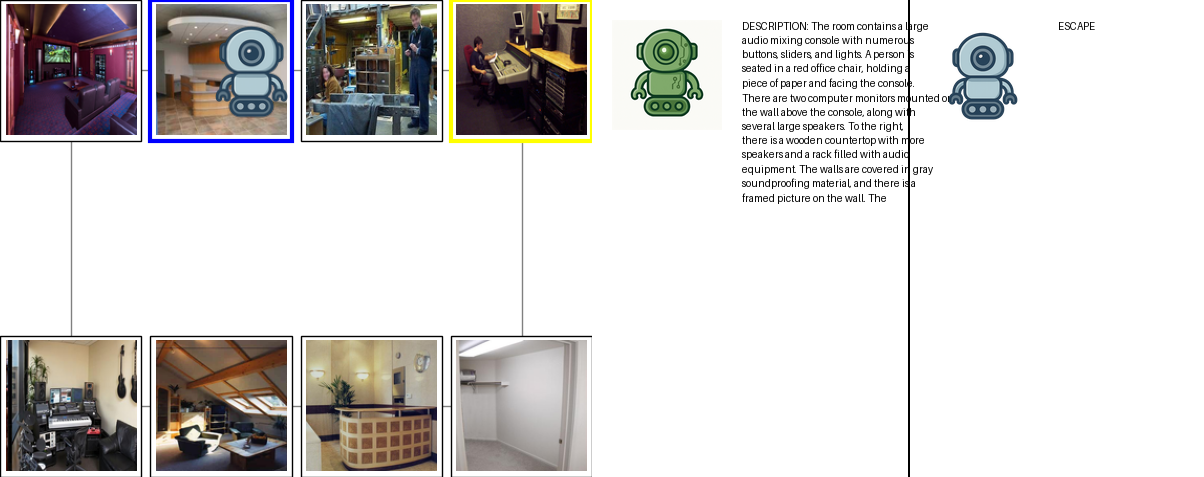 DESCRIPTION: The room contains a large
audio mixing console with numerous
buttons, sliders, and lights. A person is
seated in a red office chair, holding a
piece of paper and facing the console.
There are two computer monitors mounted on
the wall above the console, along with
several large speakers. To the right,
there is a wooden countertop with more
speakers and a rack filled with audio
equipment. The walls are covered in gray
soundproofing material, and there is a
framed picture on the wall. The
ESCAPE